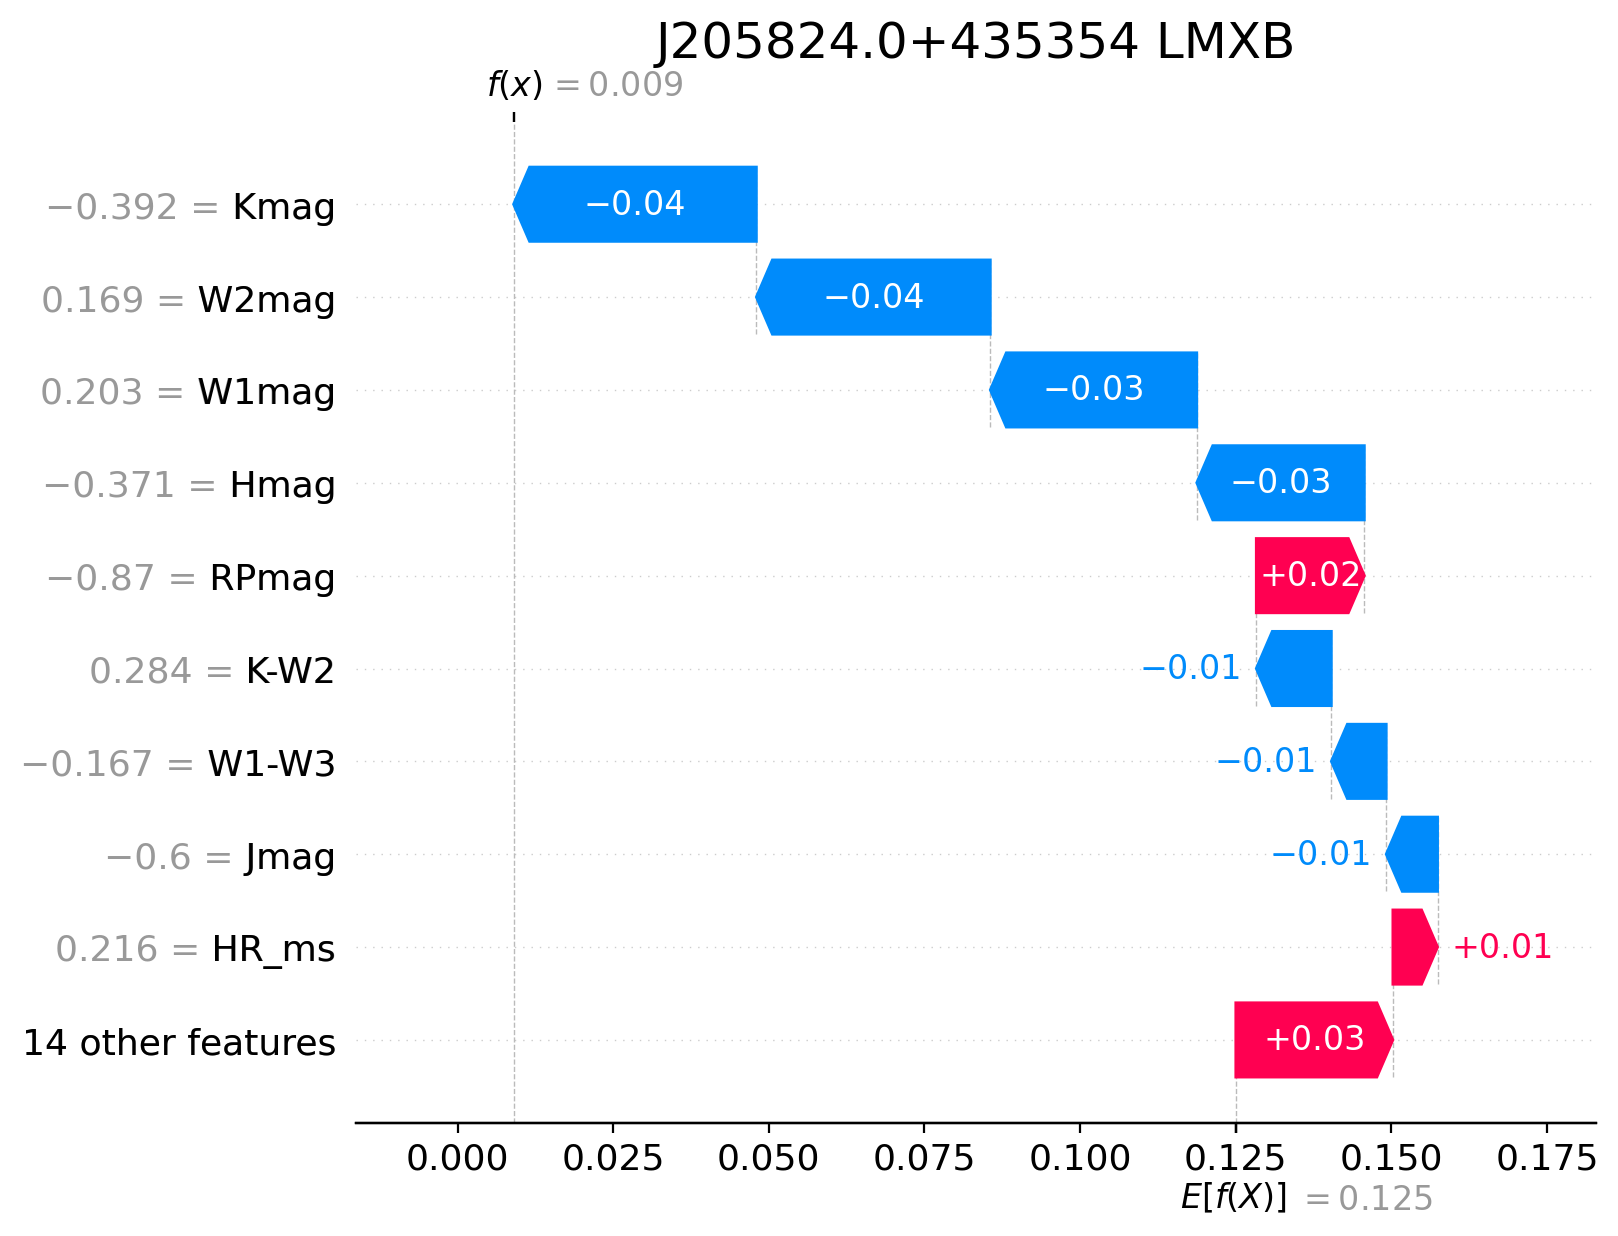 J205824.0+435354 LMXB
f(x) = 0.009
−0.392 = Kmag −0.04
0.169 = W2mag −0.04
0.203 = W1mag −0.03
−0.371 = Hmag −0.03
−0.87 = RPmag +0.02
0.284 = K-W2 −0.01
−0.167 = W1-W3 −0.01
−0.6 = Jmag −0.01
0.216 = HR_ms +0.01
14 other features +0.03
0.000 0.025 0.050 0.075 0.100 0.125 0.150 0.175
E[f(X)] = 0.125